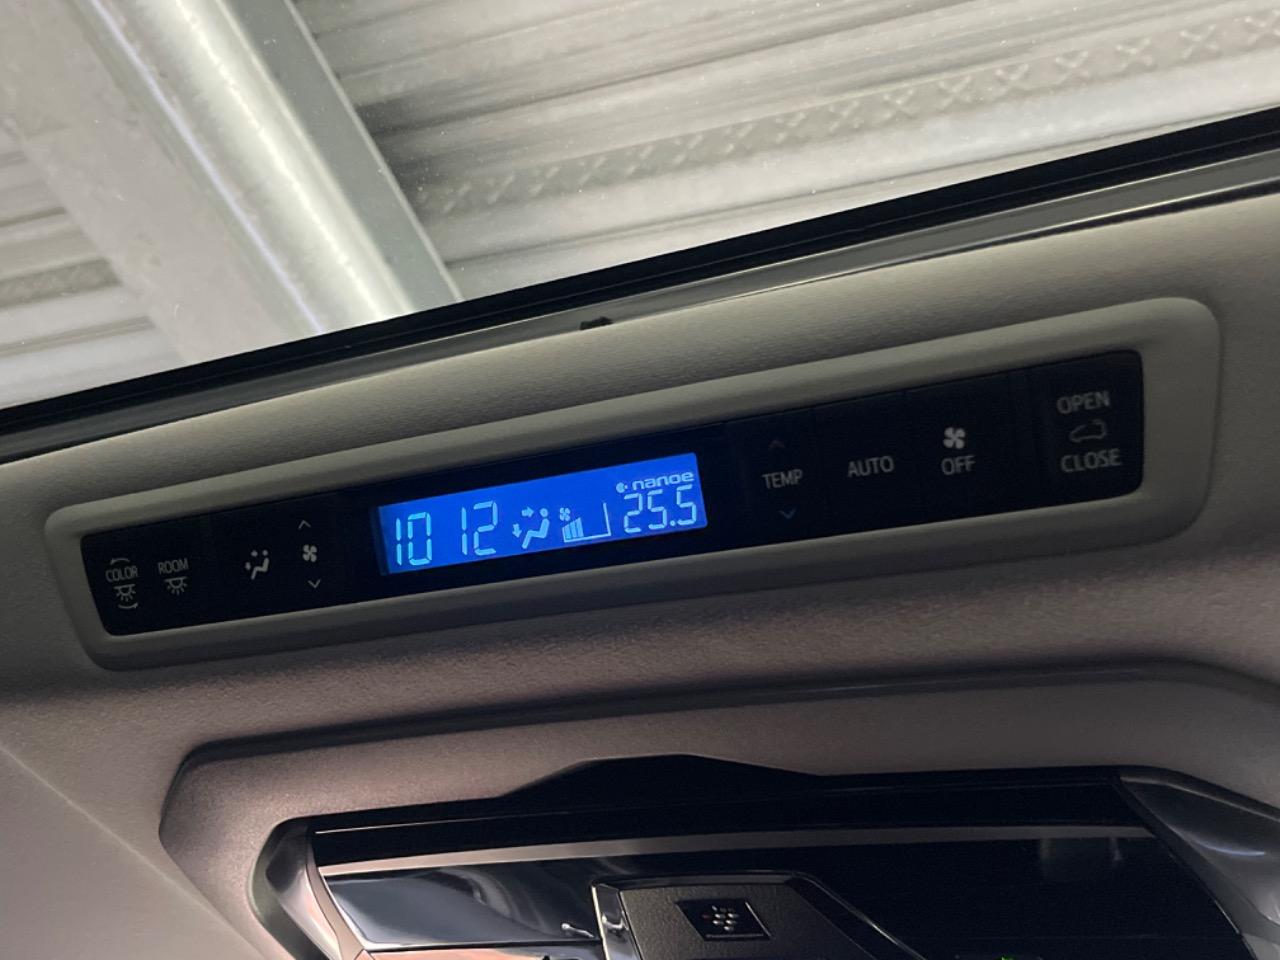 COLOR
ROOM
nanoe
10 12
25.5
TEMP
AUTO
OFF
OPEN
CLOSE